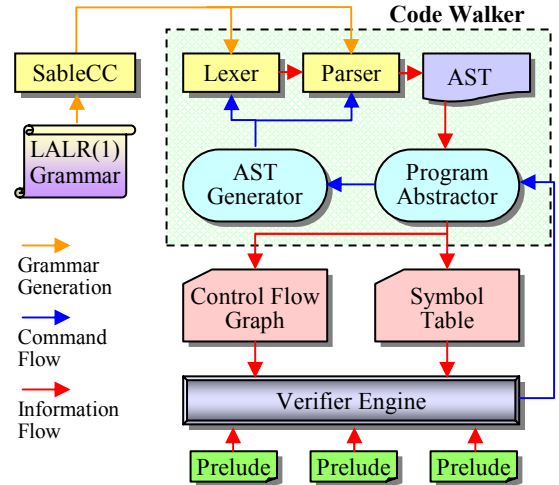 Code Walker
SableCC
Lexer
Parser
AST
LALR(1)
Grammar
AST
Generator
Program
Abstractor
Grammar
Generation
Command
Flow
Information
Flow
Control Flow
Graph
Symbol
Table
Verifier Engine
Prelude
Prelude
Prelude